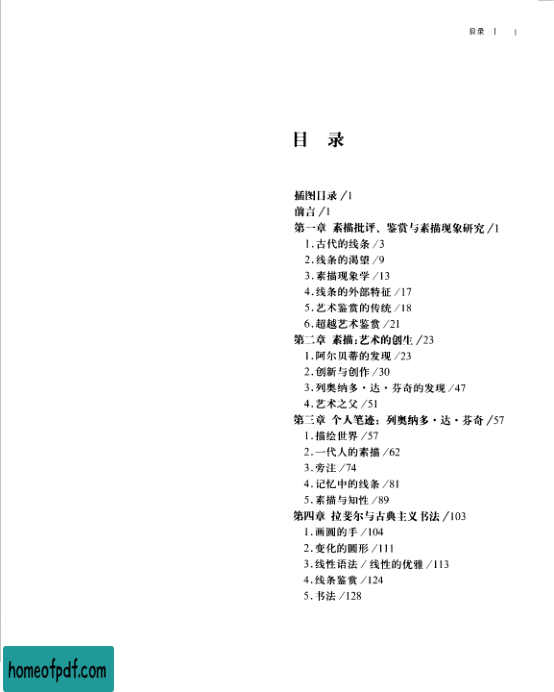 目录 | 1
目 录
插图目录 /1
前言 /1
第一章 素描批评、鉴赏与素描现象研究 /1
1.古代的线条 /3
2.线条的渴望 /9
3.素描现象学 /13
4.线条的外部特征 /17
5.艺术鉴赏的传统 /18
6.超越艺术鉴赏 /21
第二章 素描：艺术的创生 /23
1.阿尔贝蒂的发现 /23
2.创新与创作 /30
3.列奥纳多·达·芬奇的发现 /47
4.艺术之父 /51
第三章 个人笔迹：列奥纳多·达·芬奇 /57
1.描绘世界 /57
2.一代人的素描 /62
3.旁注 /74
4.记忆中的线条 /81
5.素描与知性 /89
第四章 拉斐尔与古典主义书法 /103
1.画圆的手 /104
2.变化的圆形 /111
3.线性语法 / 线性的优雅 /113
4.线条鉴赏 /124
5.书法 /128
homeofpdf.com